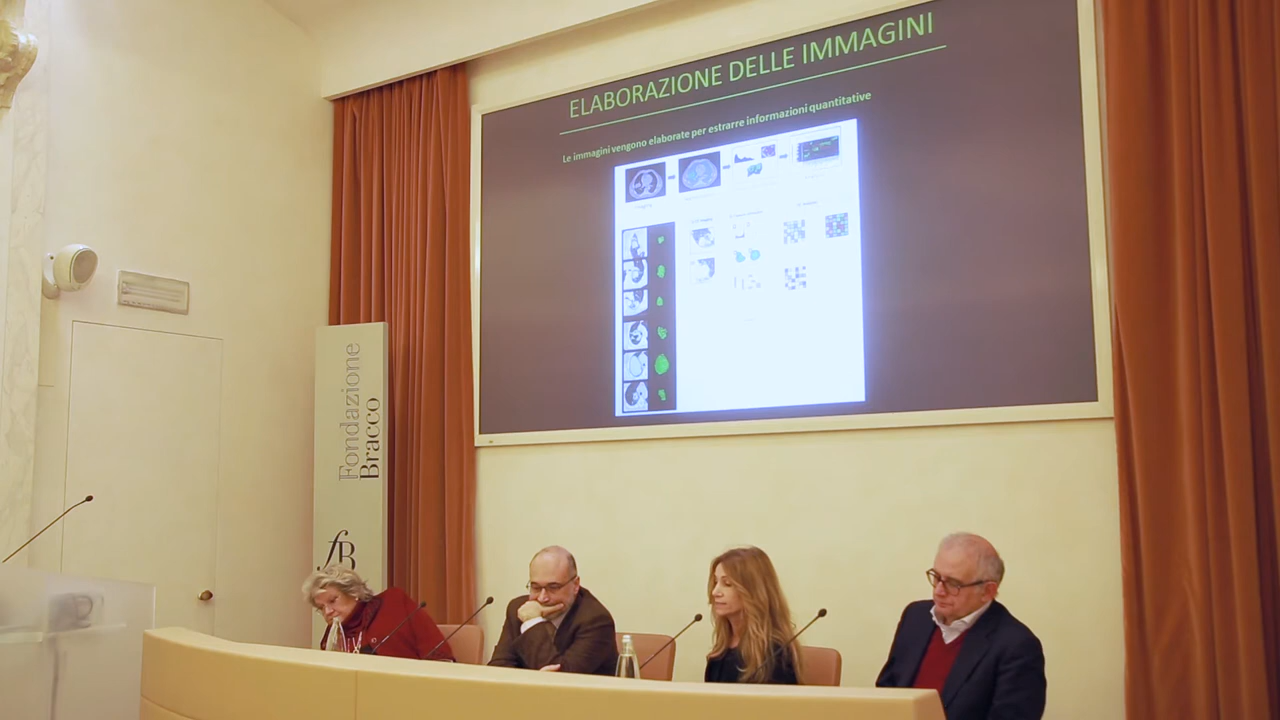 ELABORAZIONE DELLE IMMAGINI
Le immagini vengono elaborate per estrarre informazioni quantitative
Fondazione
Bracco
fB